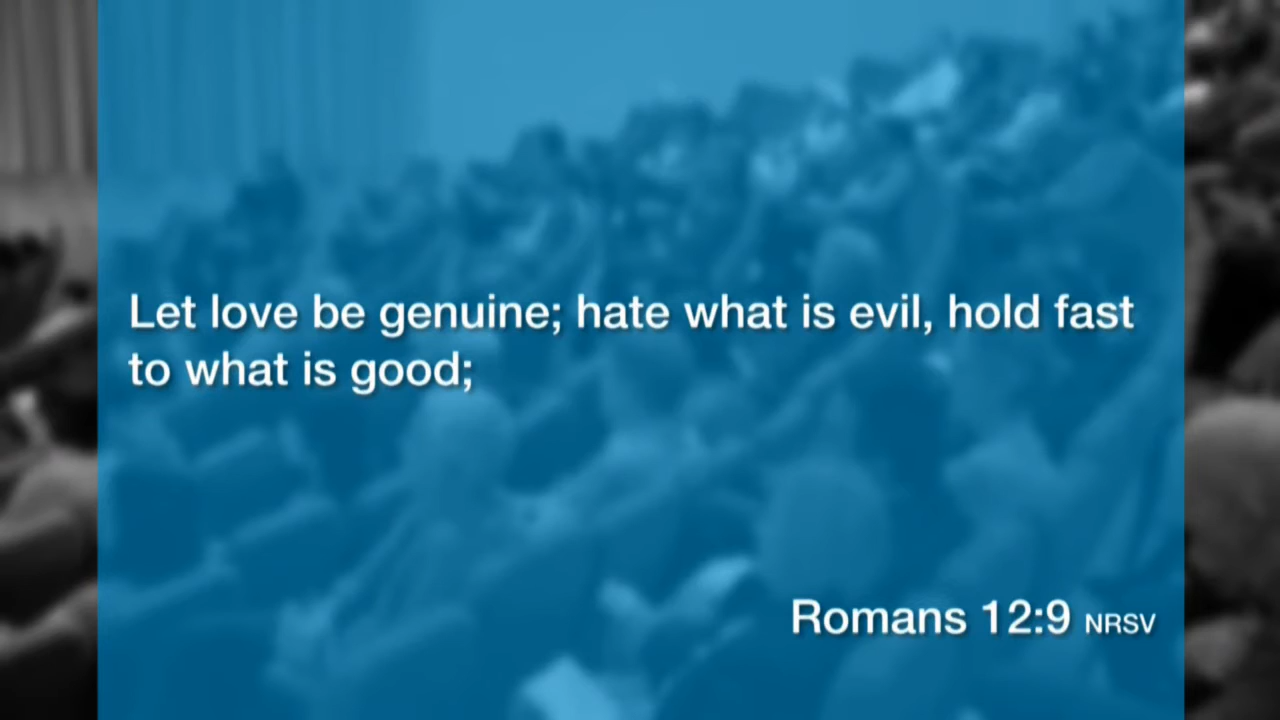 Let love be genuine; hate what is evil, hold fast
to what is good;
Romans 12:9 NRSV